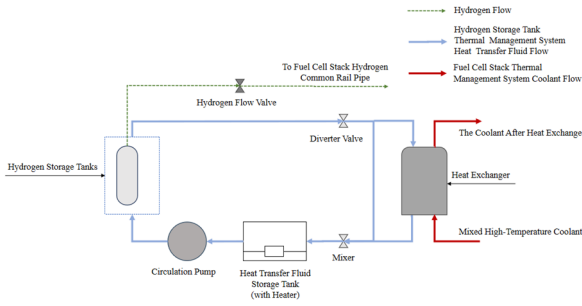 Hydrogen Flow
Hydrogen Storage Tank
Thermal Management System
Heat Transfer Fluid Flow
To Fuel Cell Stack Hydrogen
Common Rail Pipe
Fuel Cell Stack Thermal
Management System Coolant Flow
Hydrogen Flow Valve
Diverter Valve
The Coolant After Heat Exchange
Hydrogen Storage Tanks
Heat Exchanger
Mixed High-Temperature Coolant
Mixer
Circulation Pump
Heat Transfer Fluid
Storage Tank
(with Heater)